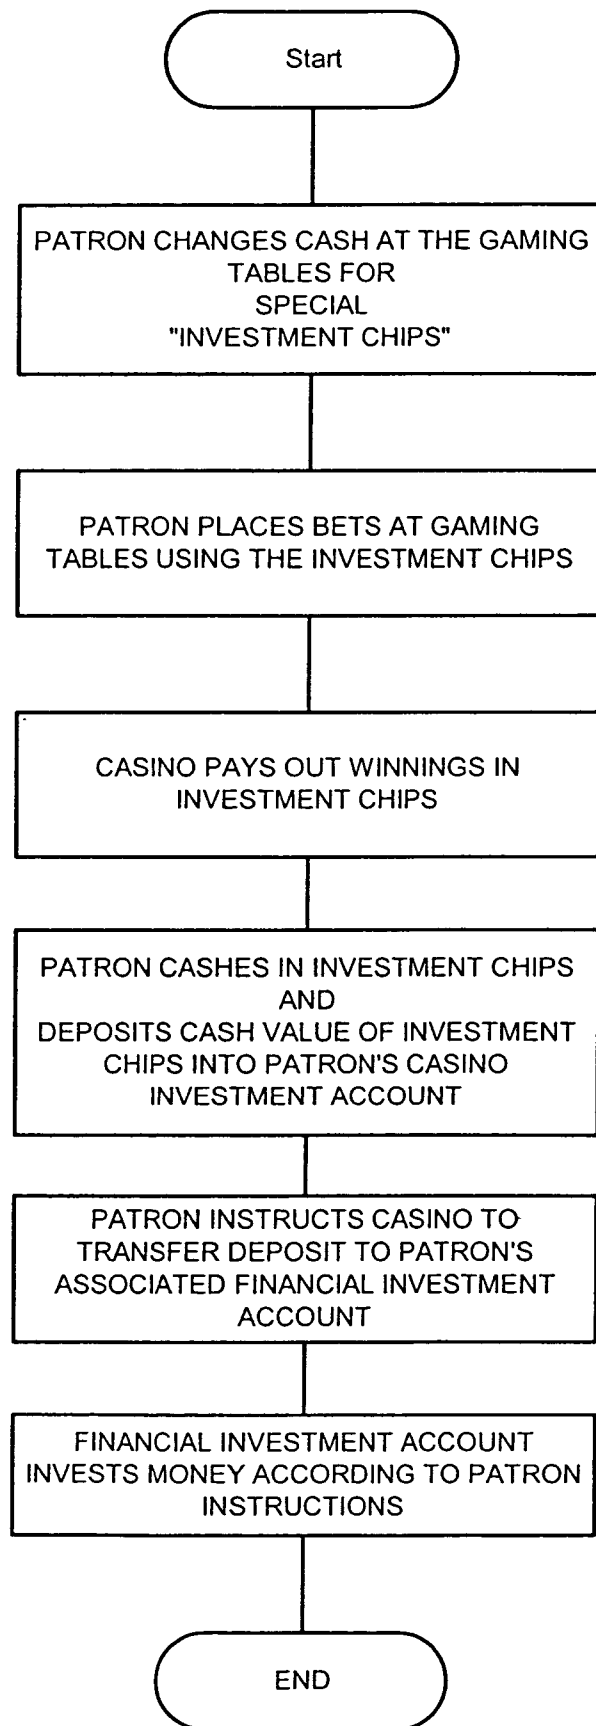 Start
PATRON CHANGES CASH AT THE GAMING
TABLES FOR
SPECIAL
"INVESTMENT CHIPS"
PATRON PLACES BETS AT GAMING
TABLES USING THE INVESTMENT CHIPS
CASINO PAYS OUT WINNINGS IN
INVESTMENT CHIPS
PATRON CASHES IN INVESTMENT CHIPS
AND
DEPOSITS CASH VALUE OF INVESTMENT
CHIPS INTO PATRON'S CASINO
INVESTMENT ACCOUNT
PATRON INSTRUCTS CASINO TO
TRANSFER DEPOSIT TO PATRON'S
ASSOCIATED FINANCIAL INVESTMENT
ACCOUNT
FINANCIAL INVESTMENT ACCOUNT
INVESTS MONEY ACCORDING TO PATRON
INSTRUCTIONS
END